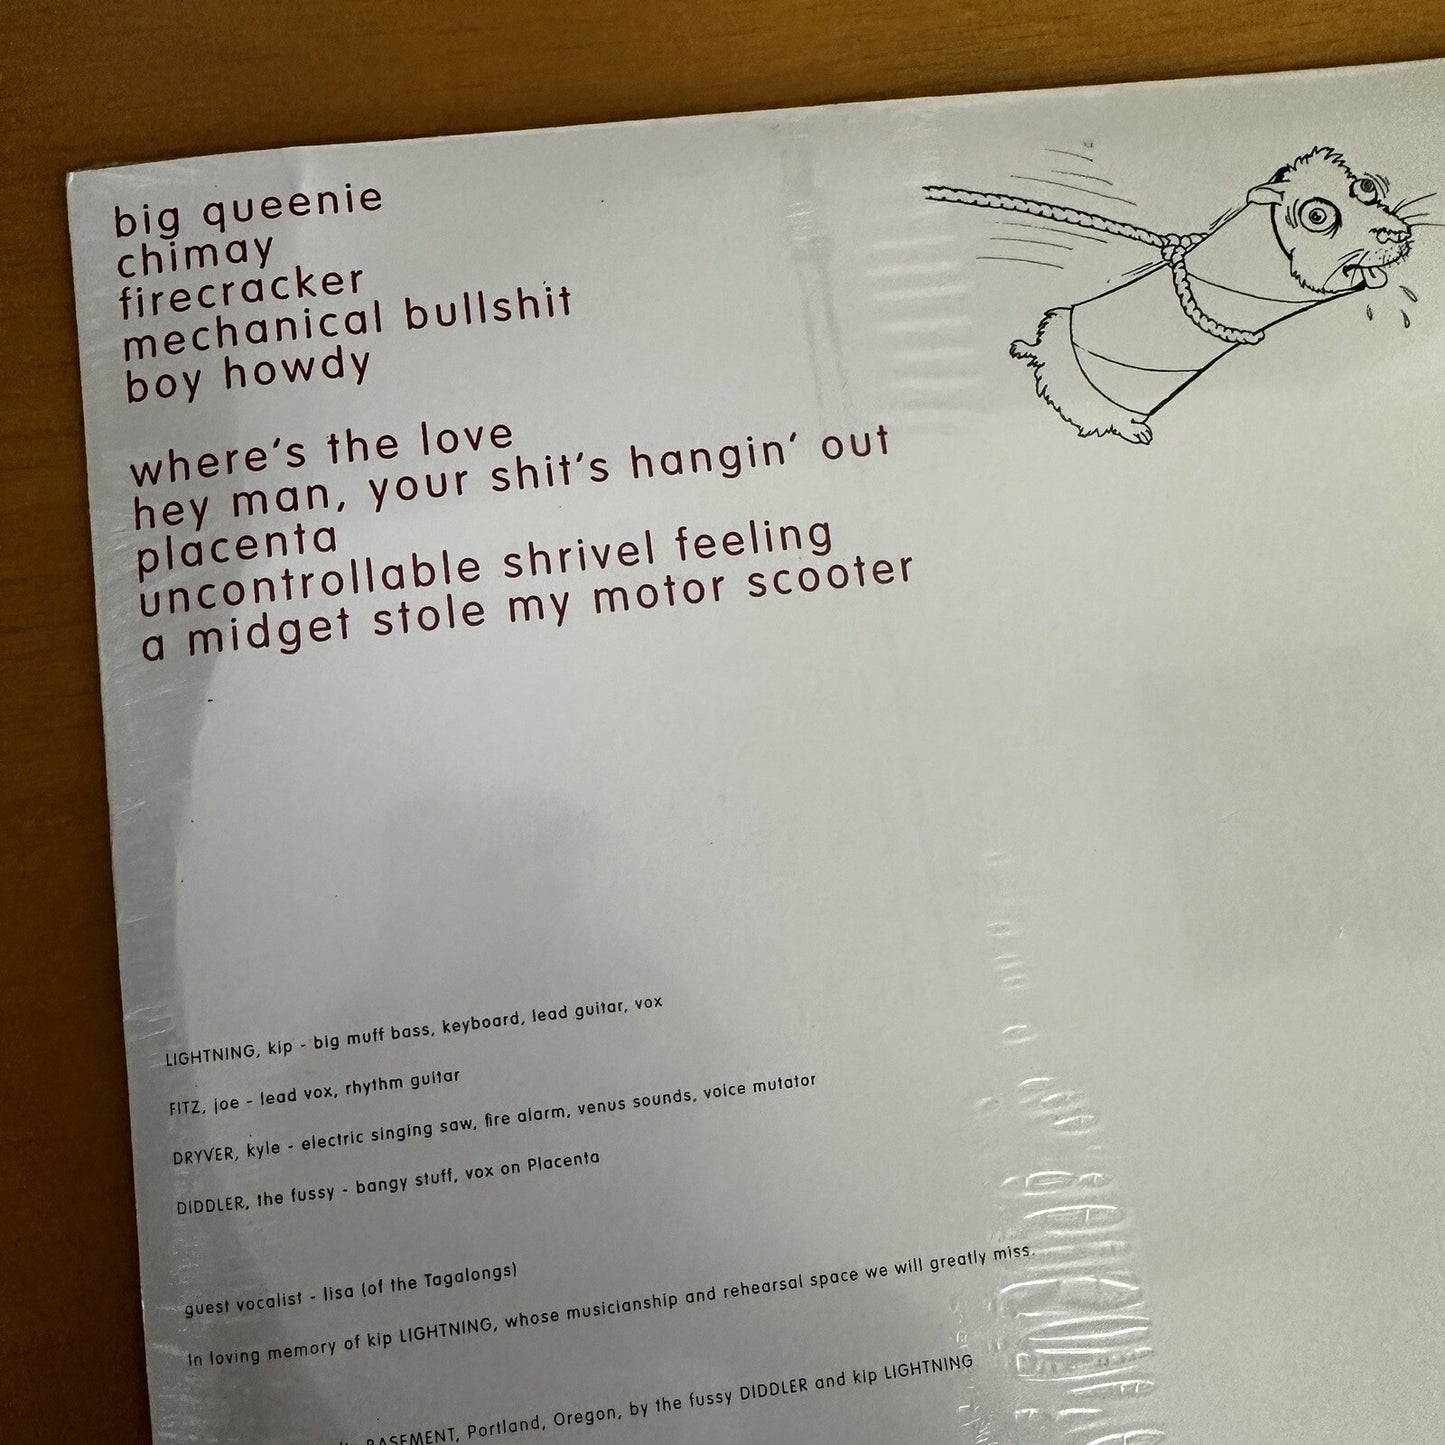 big queenie
chimay
firecracker
mechanical bullshit
boy howdy
where's the love
hey man, your shit's hangin' out
placenta
uncontrollable shrivel feeling
a midget stole my motor scooter
LIGHTNING, kip - big muff bass, keyboard, lead guitar, vox
FITZ, joe - lead vox, rhythm guitar
DRYVER, kyle - electric singing saw, fire alarm, venus sounds, voice mutator
DIDDLER, the fussy - bangy stuff, vox on Placenta
guest vocalist - lisa (of the Tagalongs)
In loving memory of kip LIGHTNING, whose musicianship and rehearsal space we will greatly miss.
BASEMENT, Portland, Oregon, by the fussy DIDDLER and kip LIGHTNING